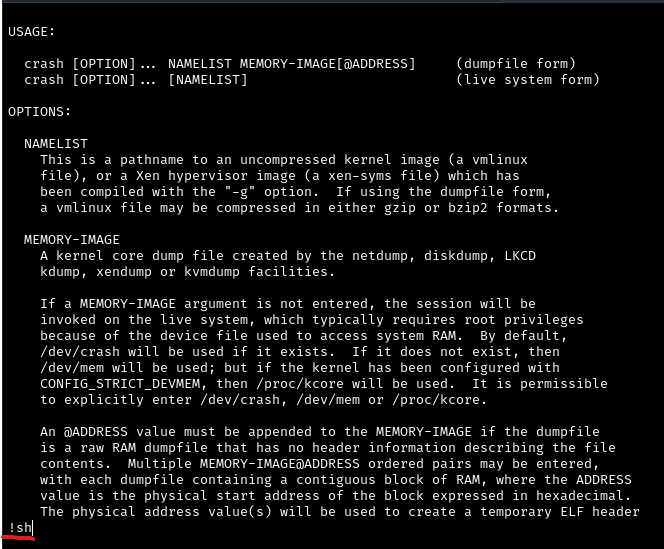 USAGE:
crash [OPTION]... NAMELIST MEMORY-IMAGE[@ADDRESS] (dumpfile form)
crash [OPTION]... [NAMELIST] (live system form)
OPTIONS:
NAMELIST
This is a pathname to an uncompressed kernel image (a vmlinux
file), or a Xen hypervisor image (a xen-syms file) which has
been compiled with the "-g" option. If using the dumpfile form,
a vmlinux file may be compressed in either gzip or bzip2 formats.
MEMORY-IMAGE
A kernel core dump file created by the netdump, diskdump, LKCD
kdump, xendump or kvmdump facilities.
If a MEMORY-IMAGE argument is not entered, the session will be
invoked on the live system, which typically requires root privileges
because of the device file used to access system RAM. By default,
/dev/crash will be used if it exists. If it does not exist, then
/dev/mem will be used; but if the kernel has been configured with
CONFIG_STRICT_DEVMEM, then /proc/kcore will be used. It is permissible
to explicitly enter /dev/crash, /dev/mem or /proc/kcore.
An @ADDRESS value must be appended to the MEMORY-IMAGE if the dumpfile
is a raw RAM dumpfile that has no header information describing the file
contents. Multiple MEMORY-IMAGE@ADDRESS ordered pairs may be entered,
with each dumpfile containing a contiguous block of RAM, where the ADDRESS
value is the physical start address of the block expressed in hexadecimal.
The physical address value(s) will be used to create a temporary ELF header
!sh